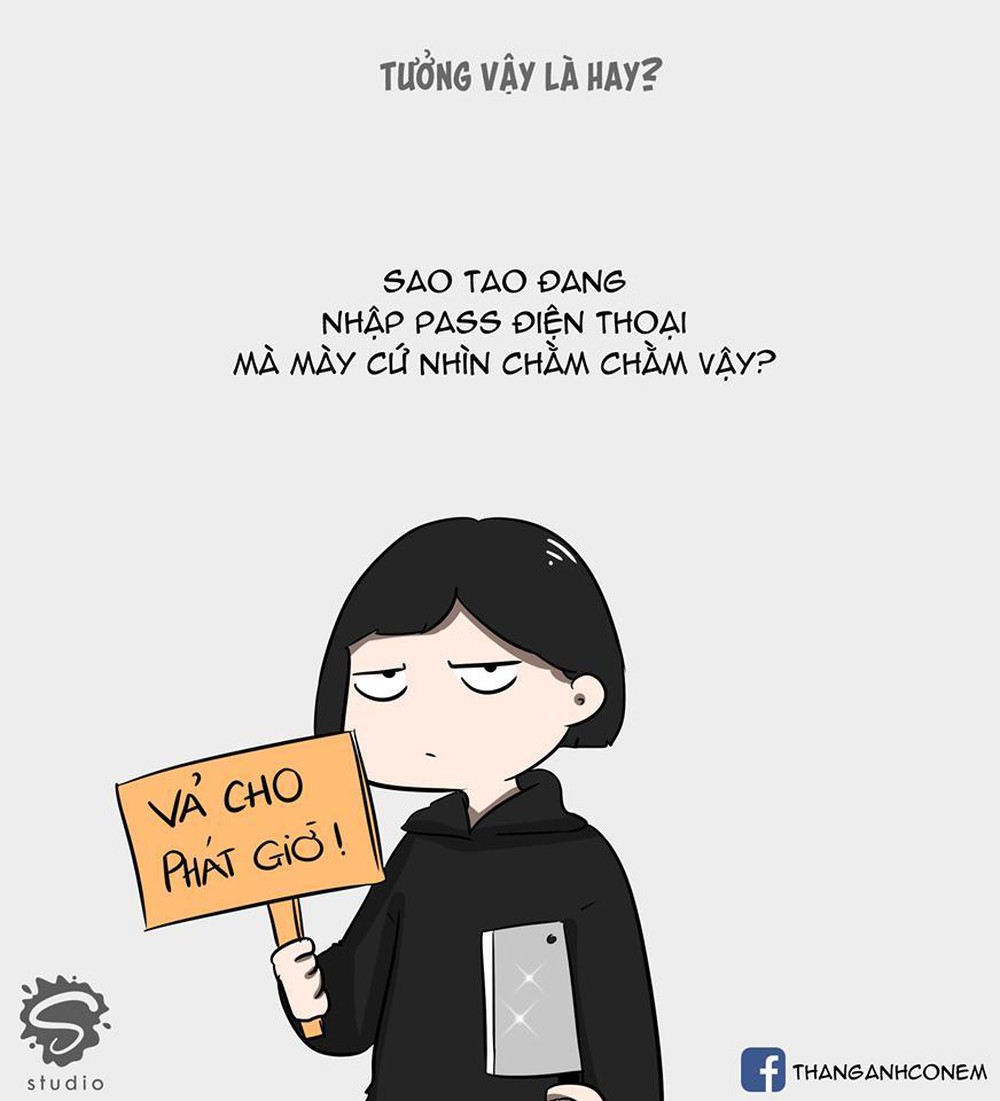 TƯỞNG VẬY LÀ HAY?
SAO TAO ĐANG
NHẬP PASS ĐIỆN THOẠI
MÀ MÀY CỨ NHÌN CHẰM CHẰM VẬY?
VẢ CHO
PHÁT GIỜ!
S
studio
f THANGANHCONEM